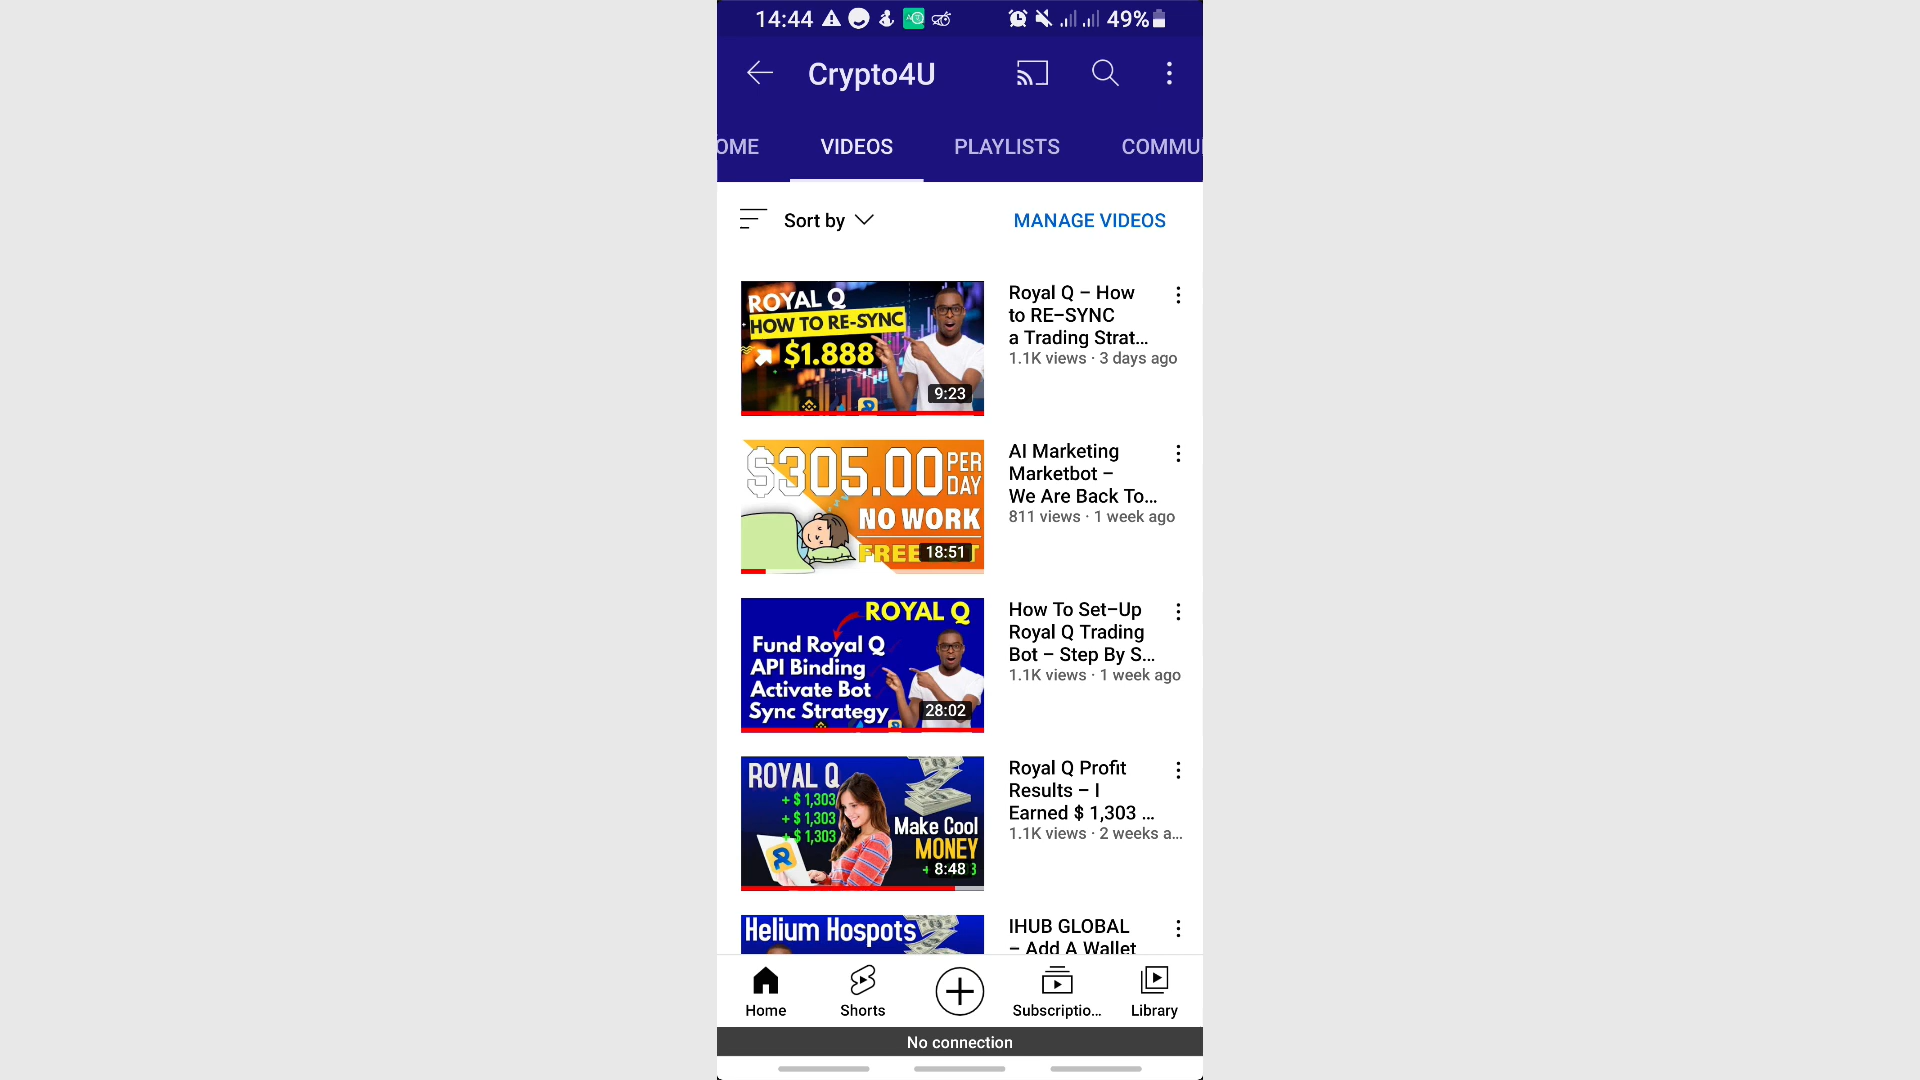 14:44
49%
Crypto4U
OME VIDEOS PLAYLISTS COMMU
Sort by
MANAGE VIDEOS
ROYAL Q
HOW TO RE-SYNC
$1.888
9:23
Royal Q – How
to RE–SYNC
a Trading Strat...
1.1K views · 3 days ago
$305.00 PER DAY
NO WORK
FREE
18:51
AI Marketing
Marketbot –
We Are Back To...
811 views · 1 week ago
ROYAL Q
Fund Royal Q
API Binding
Activate Bot
Sync Strategy
28:02
How To Set–Up
Royal Q Trading
Bot – Step By S...
1.1K views · 1 week ago
ROYAL Q
+ $ 1,303
+ $ 1,303
+ $ 1,303
Make Cool
MONEY
8:48
Royal Q Profit
Results – I
Earned $ 1,303 ...
1.1K views · 2 weeks a...
Helium Hospots
IHUB GLOBAL
– Add A Wallet
Home
Shorts
Subscriptio...
Library
No connection